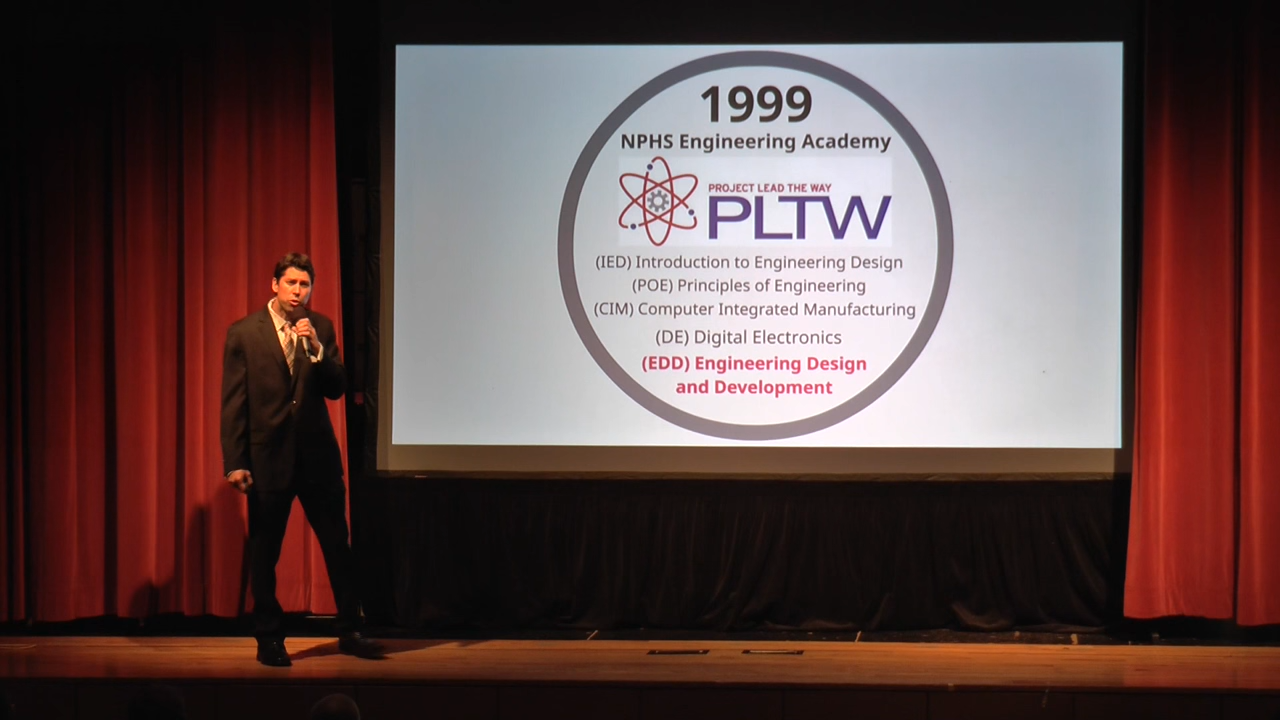 1999
NPHS Engineering Academy
PROJECT LEAD THE WAY
PLTW
(IED) Introduction to Engineering Design
(POE) Principles of Engineering
(CIM) Computer Integrated Manufacturing
(DE) Digital Electronics
(EDD) Engineering Design
and Development